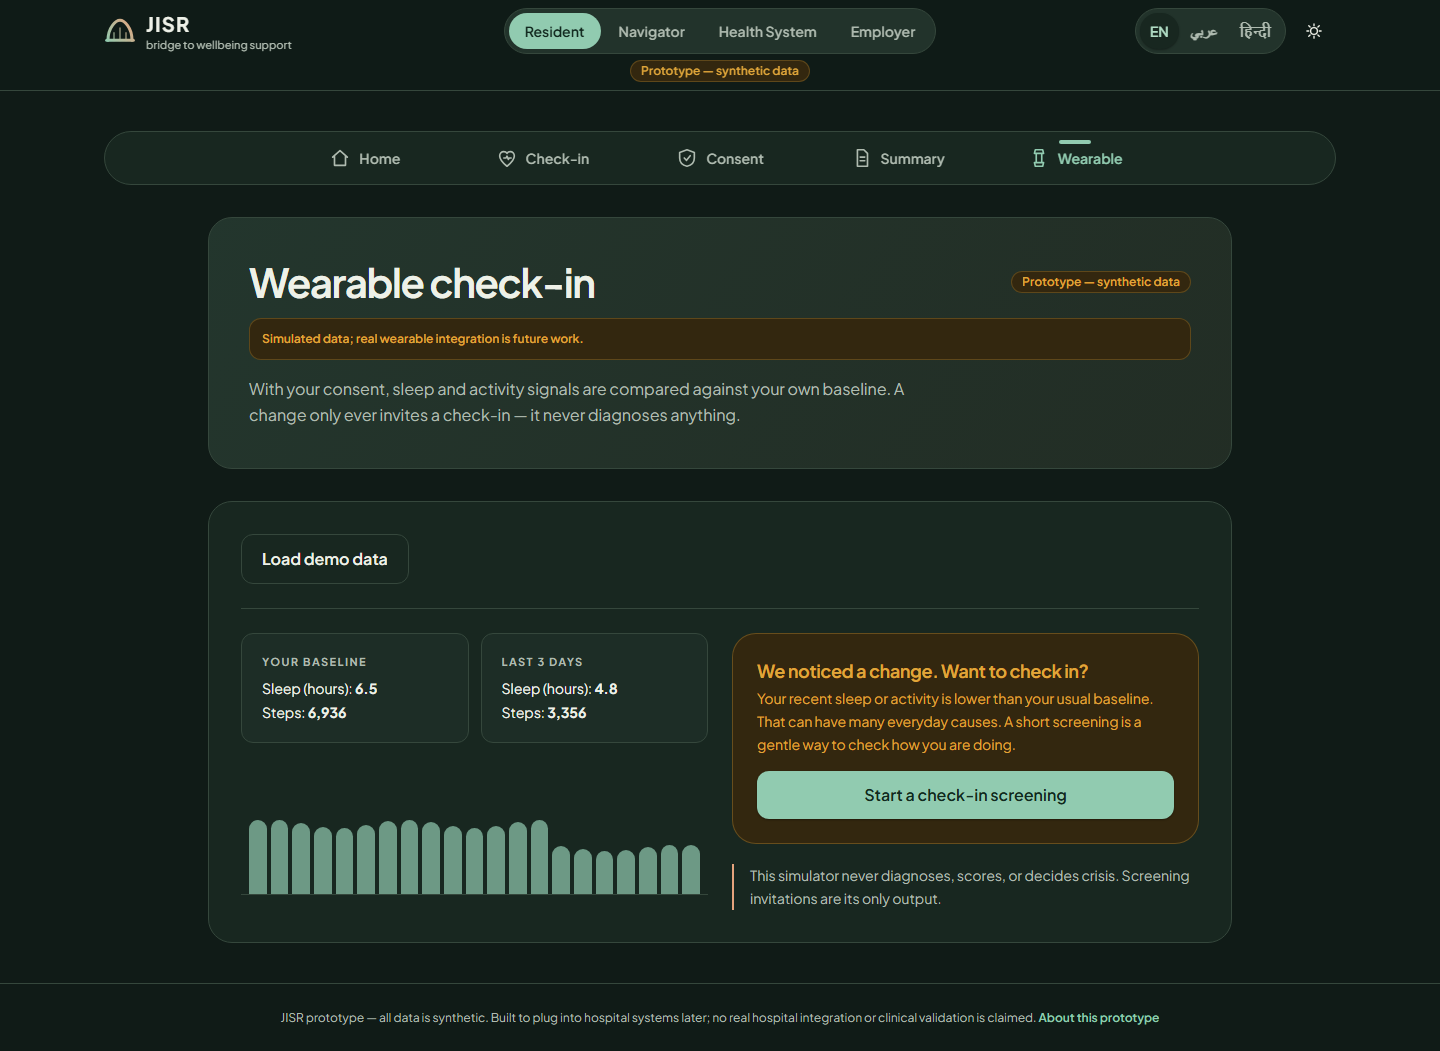 JISR
bridge to wellbeing support
Resident
Navigator
Health System
Employer
EN
عربي
हिन्दी
Prototype — synthetic data
Home
Check-in
Consent
Summary
Wearable
Wearable check-in
Prototype — synthetic data
Simulated data; real wearable integration is future work.
With your consent, sleep and activity signals are compared against your own baseline. A
change only ever invites a check-in — it never diagnoses anything.
Load demo data
YOUR BASELINE
Sleep (hours): 6.5
Steps: 6,936
LAST 3 DAYS
Sleep (hours): 4.8
Steps: 3,356
We noticed a change. Want to check in?
Your recent sleep or activity is lower than your usual baseline.
That can have many everyday causes. A short screening is a
gentle way to check how you are doing.
Start a check-in screening
This simulator never diagnoses, scores, or decides crisis. Screening
invitations are its only output.
JISR prototype — all data is synthetic. Built to plug into hospital systems later; no real hospital integration or clinical validation is claimed. About this prototype